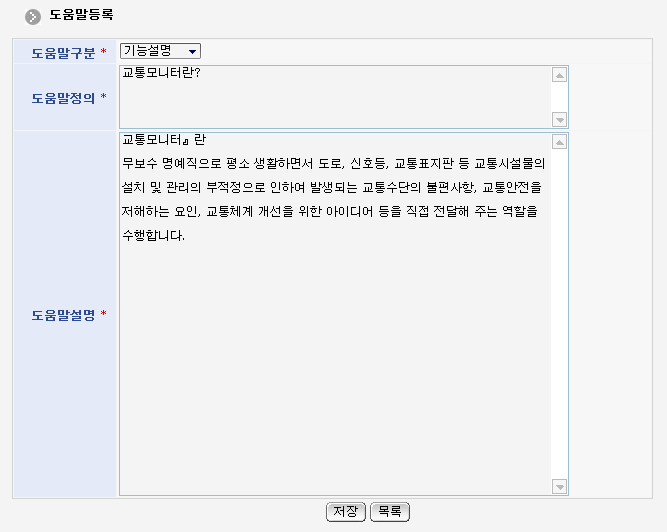 도움말등록
도움말구분 *
기능설명
도움말정의 *
교통모니터란?
도움말설명 *
교통모니터』란
무보수 명예직으로 평소 생활하면서 도로, 신호등, 교통표지판 등 교통시설물의
설치 및 관리의 부적정으로 인하여 발생되는 교통수단의 불편사항, 교통안전을
저해하는 요인, 교통체계 개선을 위한 아이디어 등을 직접 전달해 주는 역할을
수행합니다.
저장 목록